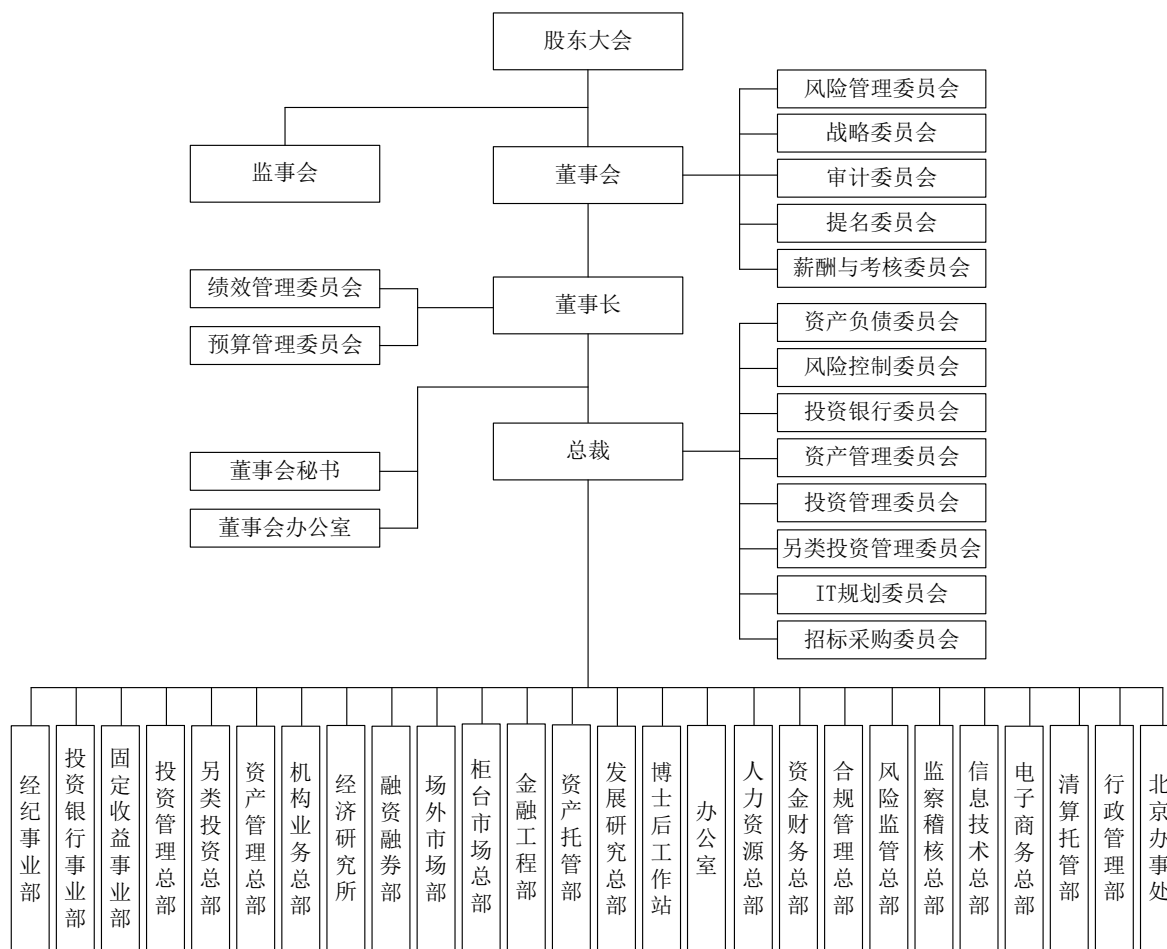 股东大会
风险管理委员会
战略委员会
监事会
董事会
审计委员会
提名委员会
薪酬与考核委员会
绩效管理委员会
董事长
预算管理委员会
资产负债委员会
风险控制委员会
投资银行委员会
总裁
资产管理委员会
董事会秘书
投资管理委员会
董事会办公室
另类投资管理委员会
IT规划委员会
招标采购委员会
经纪事业部
投资银行事业部
固定收益事业部
投资管理总部
另类投资总部
资产管理总部
机构业务总部
经济研究所
融资融券部
场外市场部
柜台市场总部
金融工程部
资产托管部
发展研究总部
博士后工作站
办公室
人力资源总部
资金财务总部
合规管理总部
风险监管总部
监察稽核总部
信息技术总部
电子商务总部
清算托管部
行政管理部
北京办事处